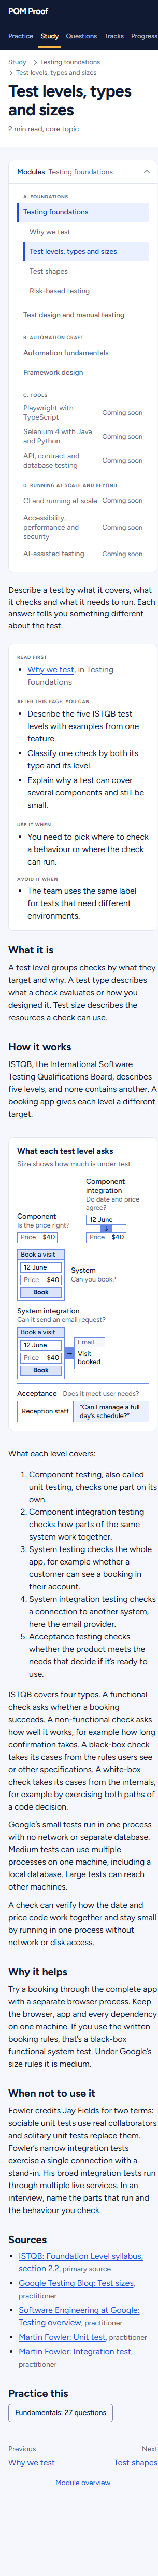 POM Proof
Practice Study Questions Tracks Progress
Study > Testing foundations
> Test levels, types and sizes
Test levels, types
and sizes
2 min read, core topic
Modules: Testing foundations
A. FOUNDATIONS
Testing foundations
Why we test
Test levels, types and sizes
Test shapes
Risk-based testing
Test design and manual testing
B. AUTOMATION CRAFT
Automation fundamentals
Framework design
C. TOOLS
Playwright with
TypeScript
Coming soon
Selenium 4 with Java
and Python
Coming soon
API, contract and
database testing
Coming soon
D. RUNNING AT SCALE AND BEYOND
CI and running at scale Coming soon
Accessibility,
performance and
security
Coming soon
AI-assisted testing Coming soon
Describe a test by what it covers, what
it checks and what it needs to run. Each
answer tells you something different
about the test.
READ FIRST
• Why we test, in Testing
foundations
AFTER THIS PAGE, YOU CAN
• Describe the five ISTQB test
levels with examples from one
feature.
• Classify one check by both its
type and its level.
• Explain why a test can cover
several components and still be
small.
USE IT WHEN
• You need to pick where to check
a behaviour or where the check
can run.
AVOID IT WHEN
• The team uses the same label
for tests that need different
environments.
What it is
A test level groups checks by what they
target and why. A test type describes
what a check evaluates or how you
designed it. Test size describes the
resources a check can use.
How it works
ISTQB, the International Software
Testing Qualifications Board, describes
five levels, and none contains another. A
booking app gives each level a different
target.
What each test level asks
Size shows how much is under test.
Component
Is the price right?
Price $40
Component
integration
Do date and price
agree?
12 June
↓
Price $40
Book a visit
12 June
Price $40
Book
System
Can you book?
System integration
Can it send an email request?
Book a visit
12 June
Price $40
Book
→
Email
Visit
booked
Acceptance Does it meet user needs?
Reception staff
“Can I manage a full
day’s schedule?”
What each level covers:
1. Component testing, also called
unit testing, checks one part on its
own.
2. Component integration testing
checks how parts of the same
system work together.
3. System testing checks the whole
app, for example whether a
customer can see a booking in
their account.
4. System integration testing checks
a connection to another system,
here the email provider.
5. Acceptance testing checks
whether the product meets the
needs that decide if it’s ready to
use.
ISTQB covers four types. A functional
check asks whether a booking
succeeds. A non-functional check asks
how well it works, for example how long
confirmation takes. A black-box check
takes its cases from the rules users see
or other specifications. A white-box
check takes its cases from the internals,
for example by exercising both paths of
a code decision.
Google’s small tests run in one process
with no network or separate database.
Medium tests can use multiple
processes on one machine, including a
local database. Large tests can reach
other machines.
A check can verify how the date and
price code work together and stay small
by running in one process without
network or disk access.
Why it helps
Try a booking through the complete app
with a separate browser process. Keep
the browser, app and every dependency
on one machine. If you use the written
booking rules, that’s a black-box
functional system test. Under Google’s
size rules it is medium.
When not to use it
Fowler credits Jay Fields for two terms:
sociable unit tests use real collaborators
and solitary unit tests replace them.
Fowler’s narrow integration tests
exercise a single connection with a
stand-in. His broad integration tests run
through multiple live services. In an
interview, name the parts that run and
the behaviour you check.
Sources
• ISTQB: Foundation Level syllabus,
section 2.2, primary source
• Google Testing Blog: Test sizes,
practitioner
• Software Engineering at Google:
Testing overview, practitioner
• Martin Fowler: Unit test, practitioner
• Martin Fowler: Integration test,
practitioner
Practice this
Fundamentals: 27 questions
Previous Next
Why we test Test shapes
Module overview